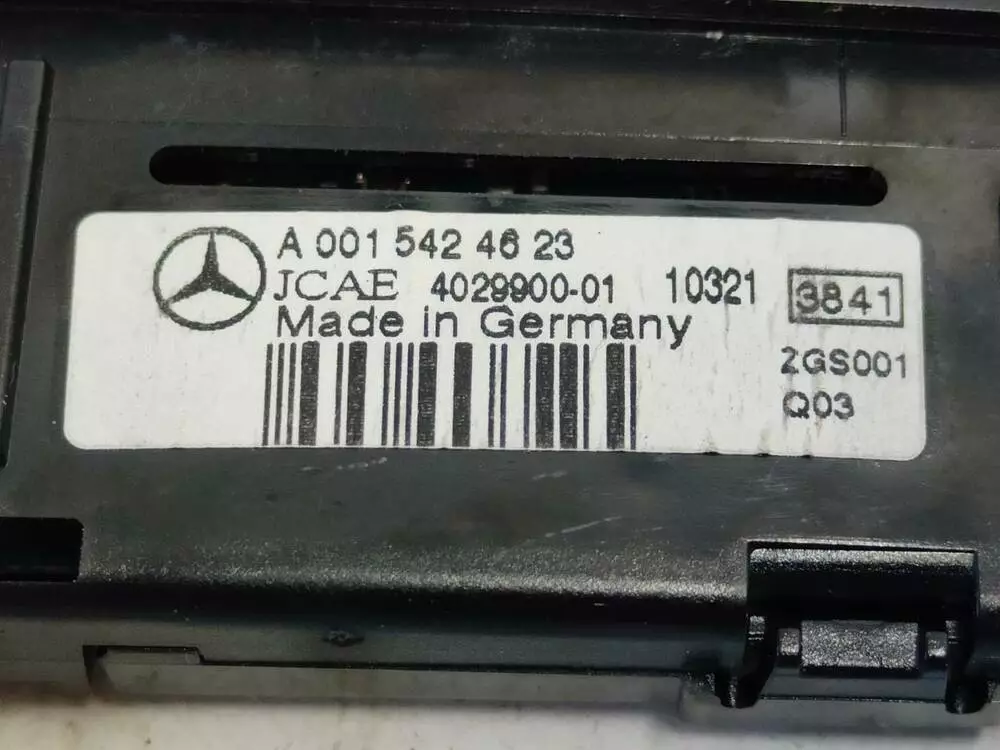 A 001 542 46 23
JCAE 4029900-01 10321 3841
Made in Germany
2GS001
Q03